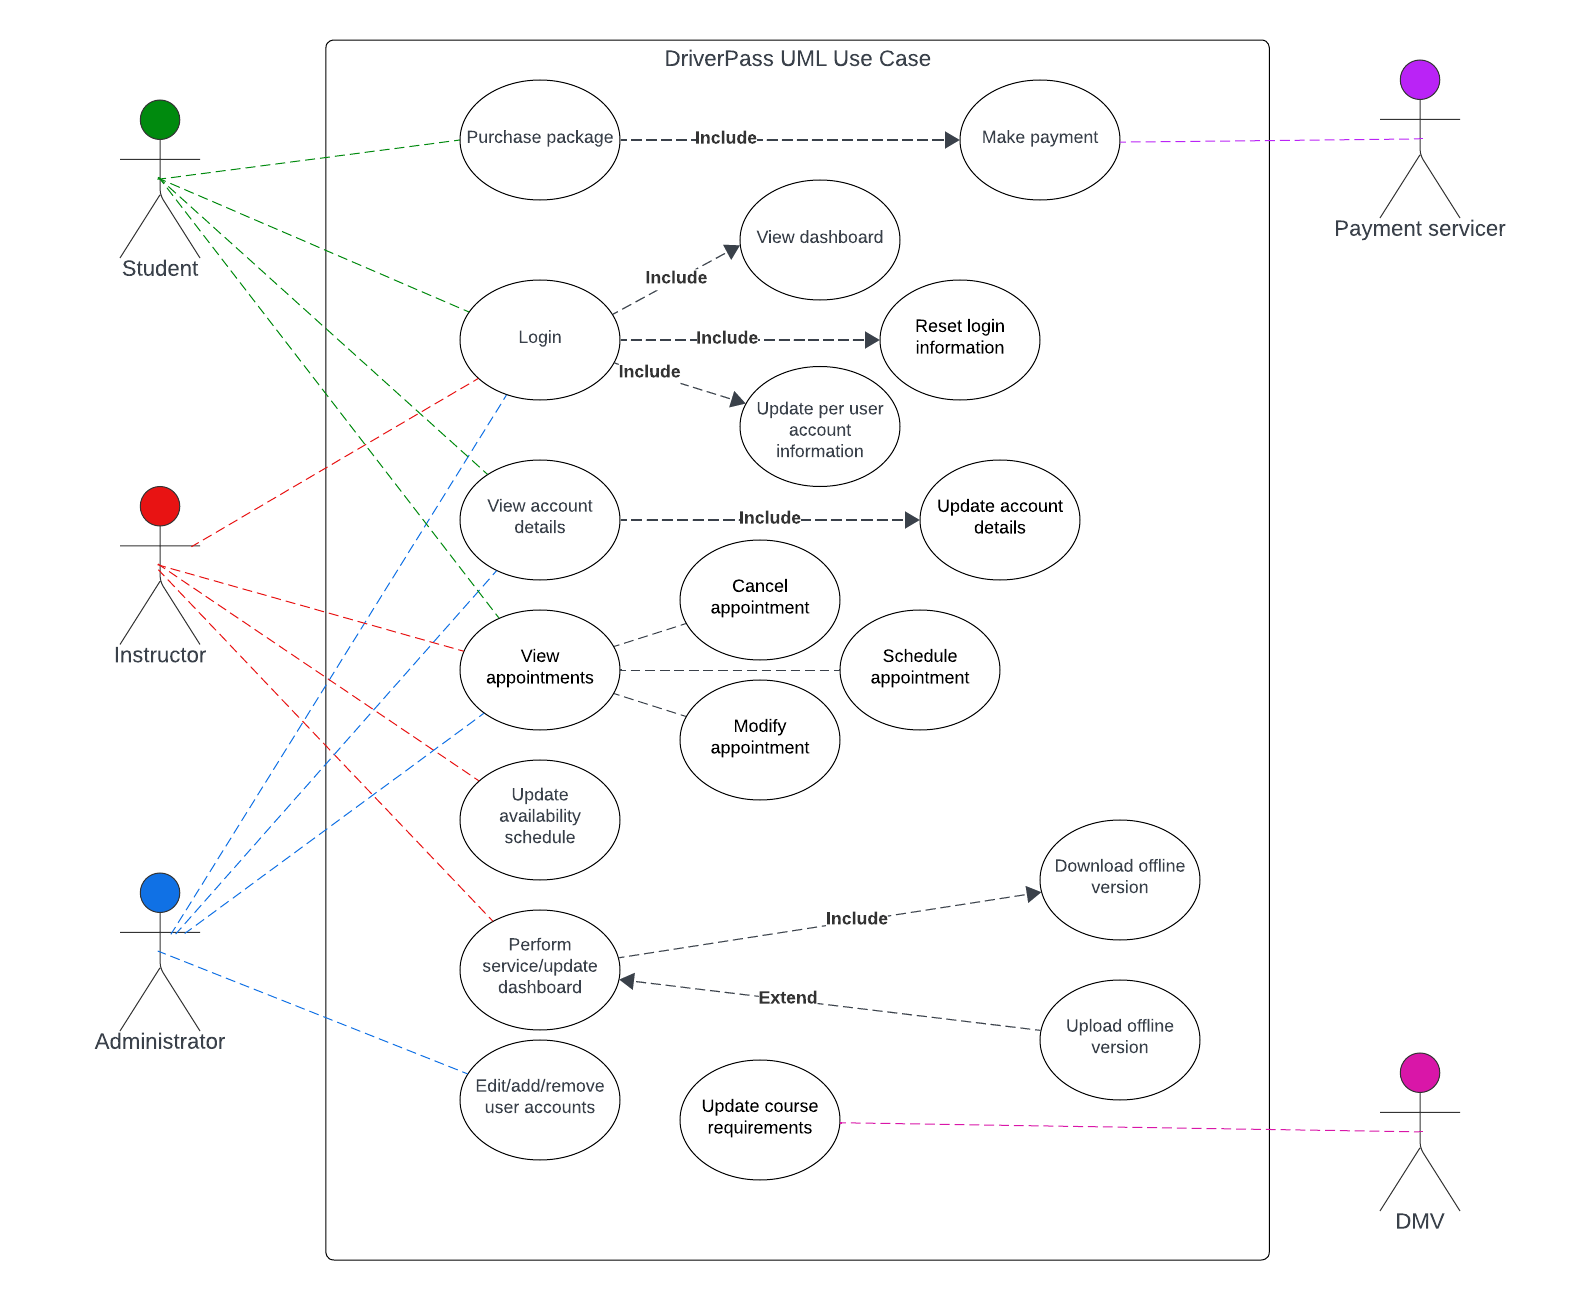 DriverPass UML Use Case
Purchase package
Include
Make payment
Student
Payment servicer
View dashboard
Include
Login
Include
Reset login
information
Include
Update per user
account
information
View account
details
Include
Update account
details
Instructor
Cancel
appointment
View
appointments
Schedule
appointment
Modify
appointment
Update
availability
schedule
Download offline
version
Include
Perform
service/update
dashboard
Extend
Upload offline
version
Administrator
Edit/add/remove
user accounts
Update course
requirements
DMV